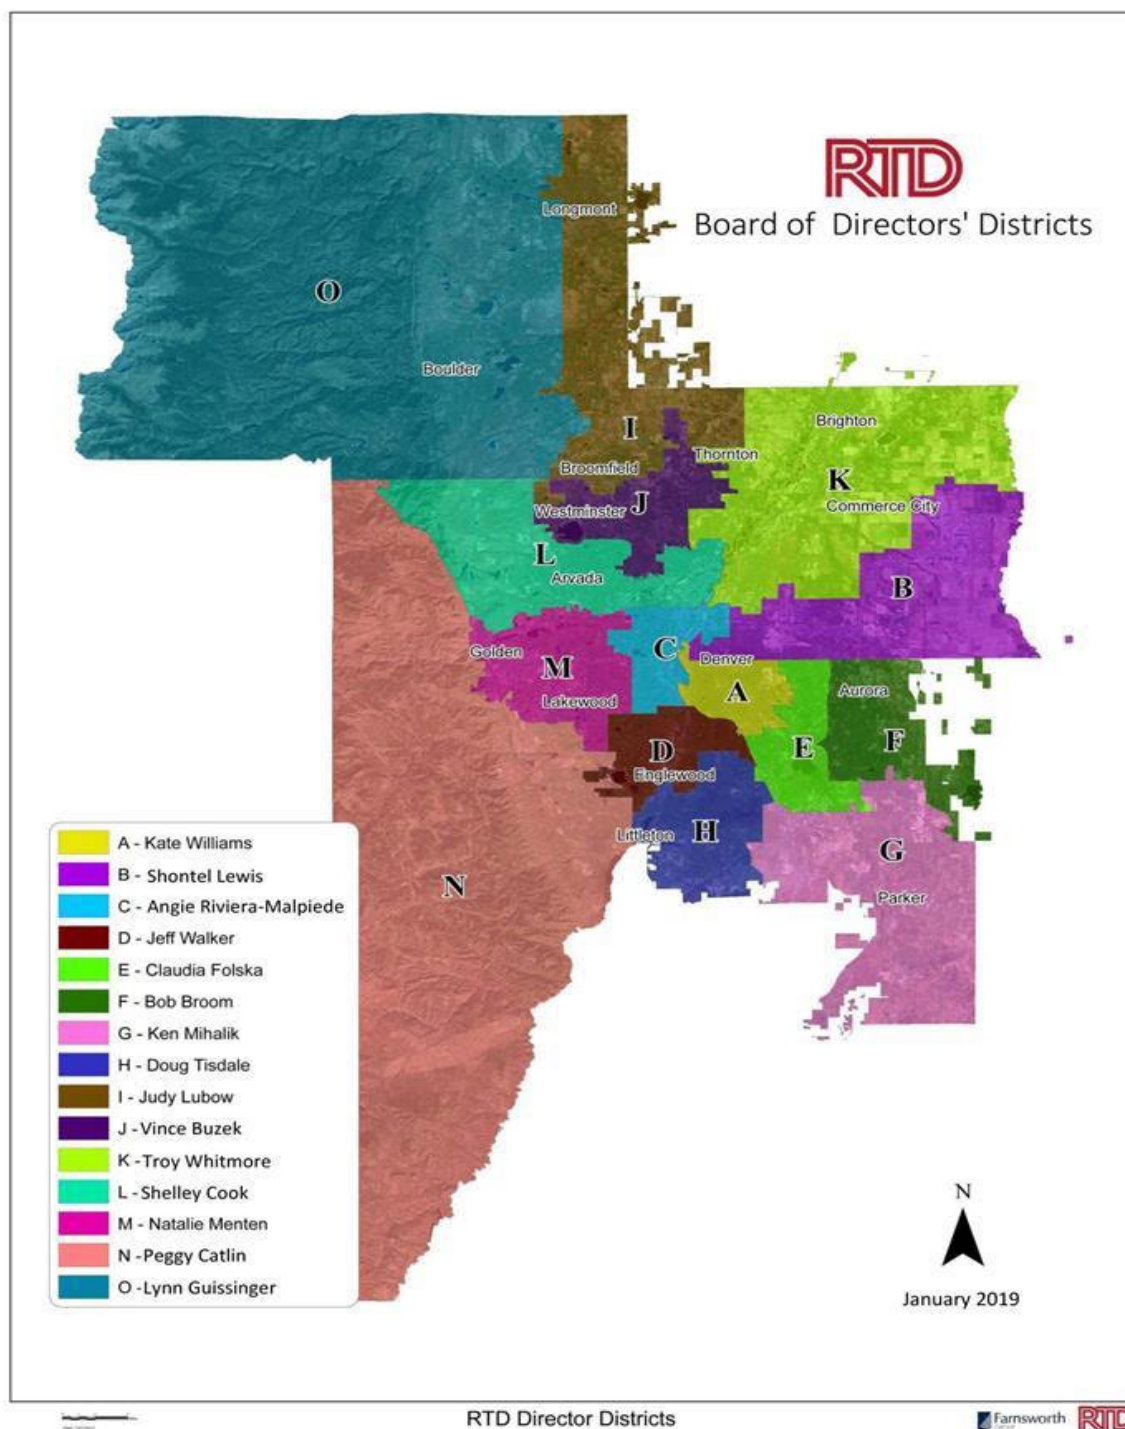 RTD
Board of Directors' Districts
Longmont
O
Boulder
I
Brighton
Broomfield
Thornton
K
J
Westminster
Commerce City
L
Arvada
B
Golden
C
Denver
M
A
Aurora
Lakewood
D
E
F
Englewood
Littleton
H
G
N
Parker
A - Kate Williams
B - Shontel Lewis
C - Angie Riviera-Malpiede
D - Jeff Walker
E - Claudia Folska
F - Bob Broom
G - Ken Mihalik
H - Doug Tisdale
I - Judy Lubow
J - Vince Buzek
K - Troy Whitmore
L - Shelley Cook
M - Natalie Menten
N - Peggy Catlin
O -Lynn Guissinger
N
January 2019
RTD Director Districts
Farnsworth
RTD